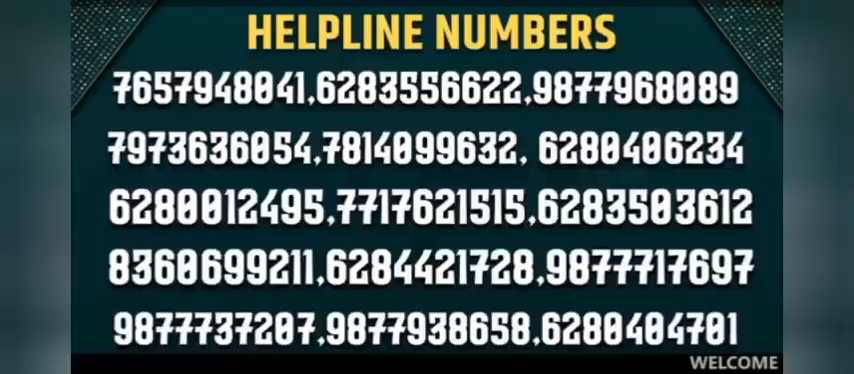 HELPLINE NUMBERS
7657948041,6283556622,9877968089
7973636054,7814099632, 6280406234
6280012495,7717621515,6283503612
8360699211,6284421728,9877717697
9877737207,9877938658,6280404701
WELCOME